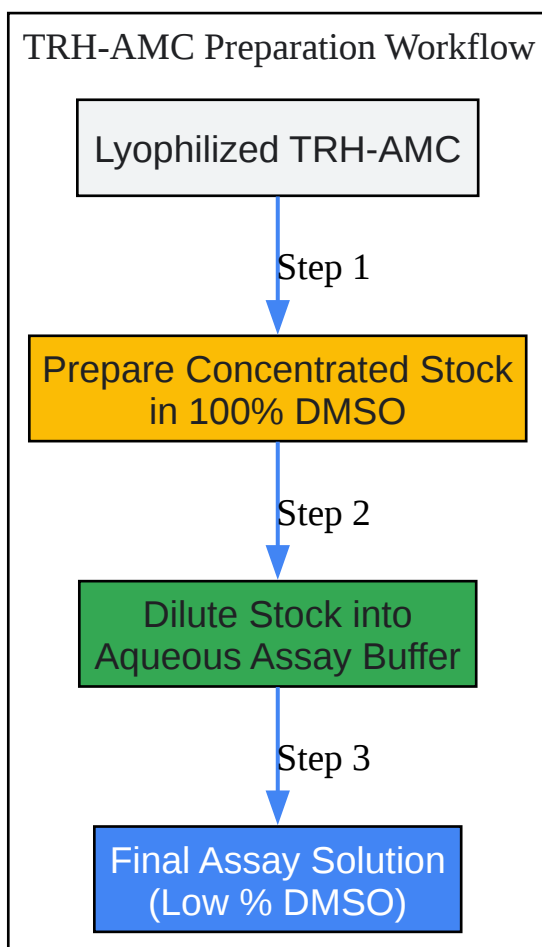 TRH-AMC Preparation Workflow
Lyophilized TRH-AMC
Step 1
Prepare Concentrated Stock
in 100% DMSO
Step 2
Dilute Stock into
Aqueous Assay Buffer
Step 3
Final Assay Solution
(Low % DMSO)